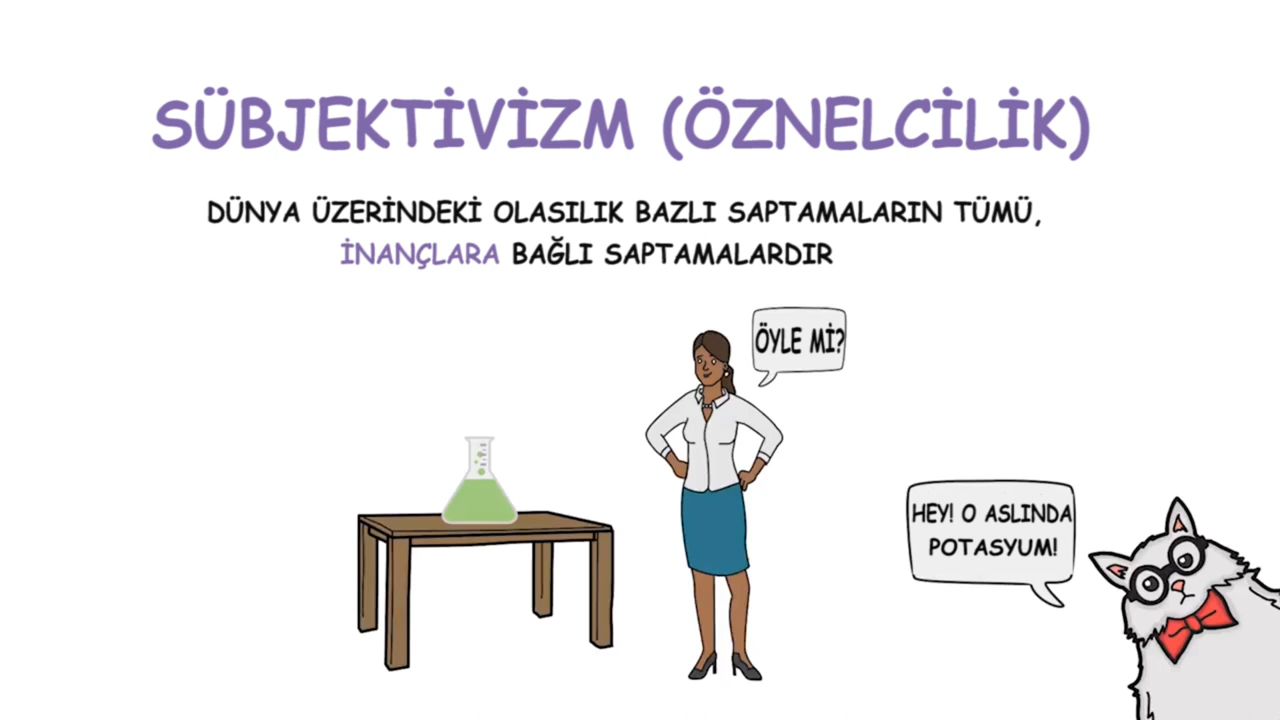 SÜBJEKTİVİZM (ÖZNELCİLİK)
DÜNYA ÜZERİNDEKİ OLASILIK BAZLI SAPTAMALARIN TÜMÜ,
İNANÇLARA BAĞLI SAPTAMALARDIR
ÖYLE Mİ?
HEY! O ASLINDA
POTASYUM!